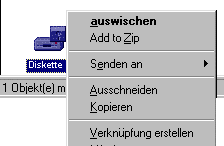 auswischen
Add to Zip
Diskette
Senden an
1 Objekt(e) m
Ausschneiden
Kopieren
Verknüpfung erstellen